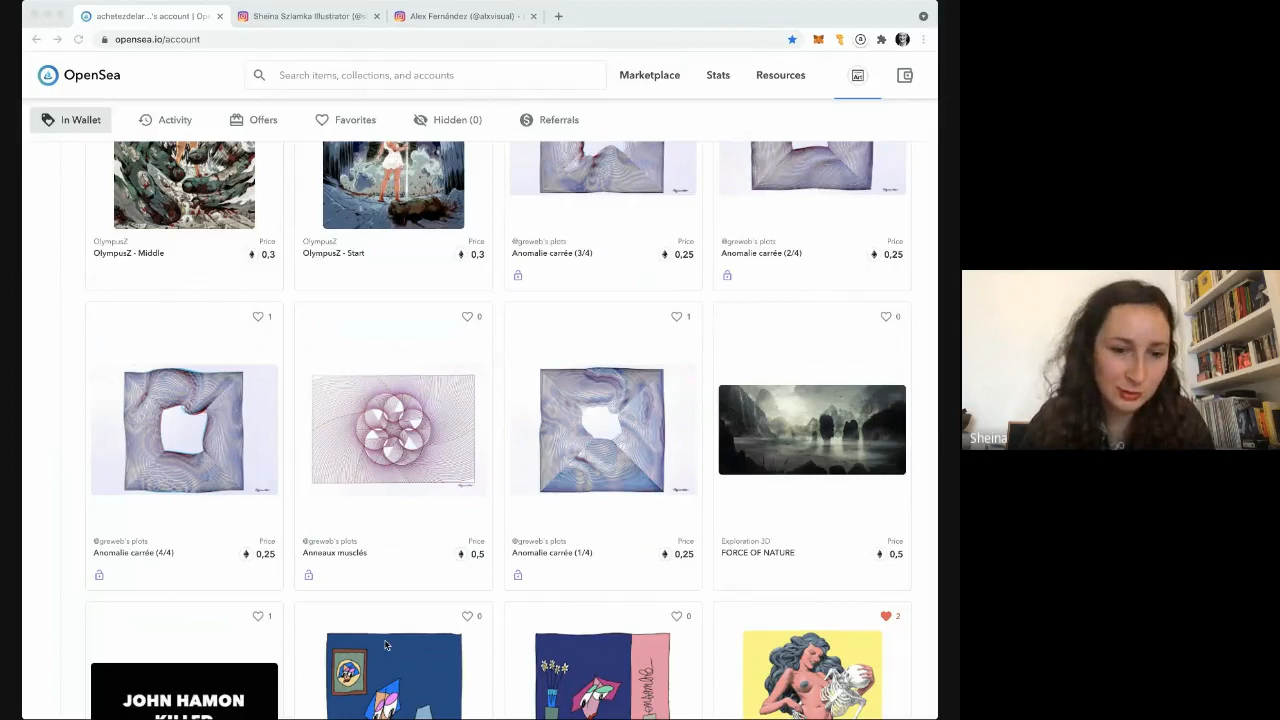 achetezdelar...'s account | Ope
Sheina Szlamka Illustrator (@s
Alex Fernández (@alxvisual) •
opensea.io/account
OpenSea
Search items, collections, and accounts
Marketplace
Stats
Resources
Art
In Wallet
Activity
Offers
Favorites
Hidden (0)
Referrals
OlympusZ
Price
OlympusZ - Middle
0,3
OlympusZ
Price
OlympusZ - Start
0,3
@greweb's plots
Price
Anomalie carrée (3/4)
0,25
@greweb's plots
Price
Anomalie carrée (2/4)
0,25
1
0
1
0
@greweb's plots
Price
Anomalie carrée (4/4)
0,25
@greweb's plots
Price
Anneaux musclés
0,5
@greweb's plots
Price
Anomalie carrée (1/4)
0,25
Exploration 3D
Price
FORCE OF NATURE
0,5
1
0
0
2
JOHN HAMON
KILLED
Sheina